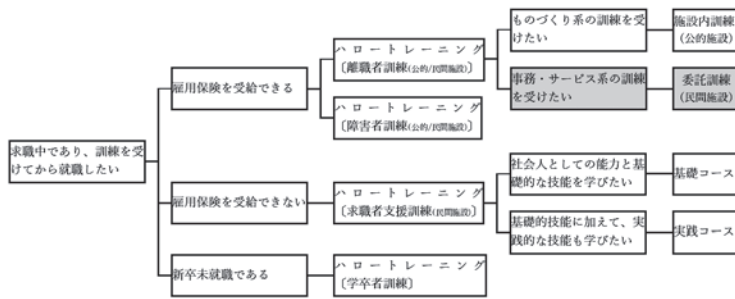 求職中であり、訓練を受
けてから就職したい
雇用保険を受給できる
ハロートレーニング
〔離職者訓練(公的/民間施設)〕
ものづくり系の訓練を受
けたい
施設内訓練
(公的施設)
事務・サービス系の訓練
を受けたい
委託訓練
(民間施設)
ハロートレーニング
〔障害者訓練(公的/民間施設)〕
雇用保険を受給できない
ハロートレーニング
〔求職者支援訓練(民間施設)〕
社会人としての能力と基
礎的な技能を学びたい
基礎コース
基礎的技能に加えて、実
践的な技能も学びたい
実践コース
新卒未就職である
ハロートレーニング
〔学卒者訓練〕